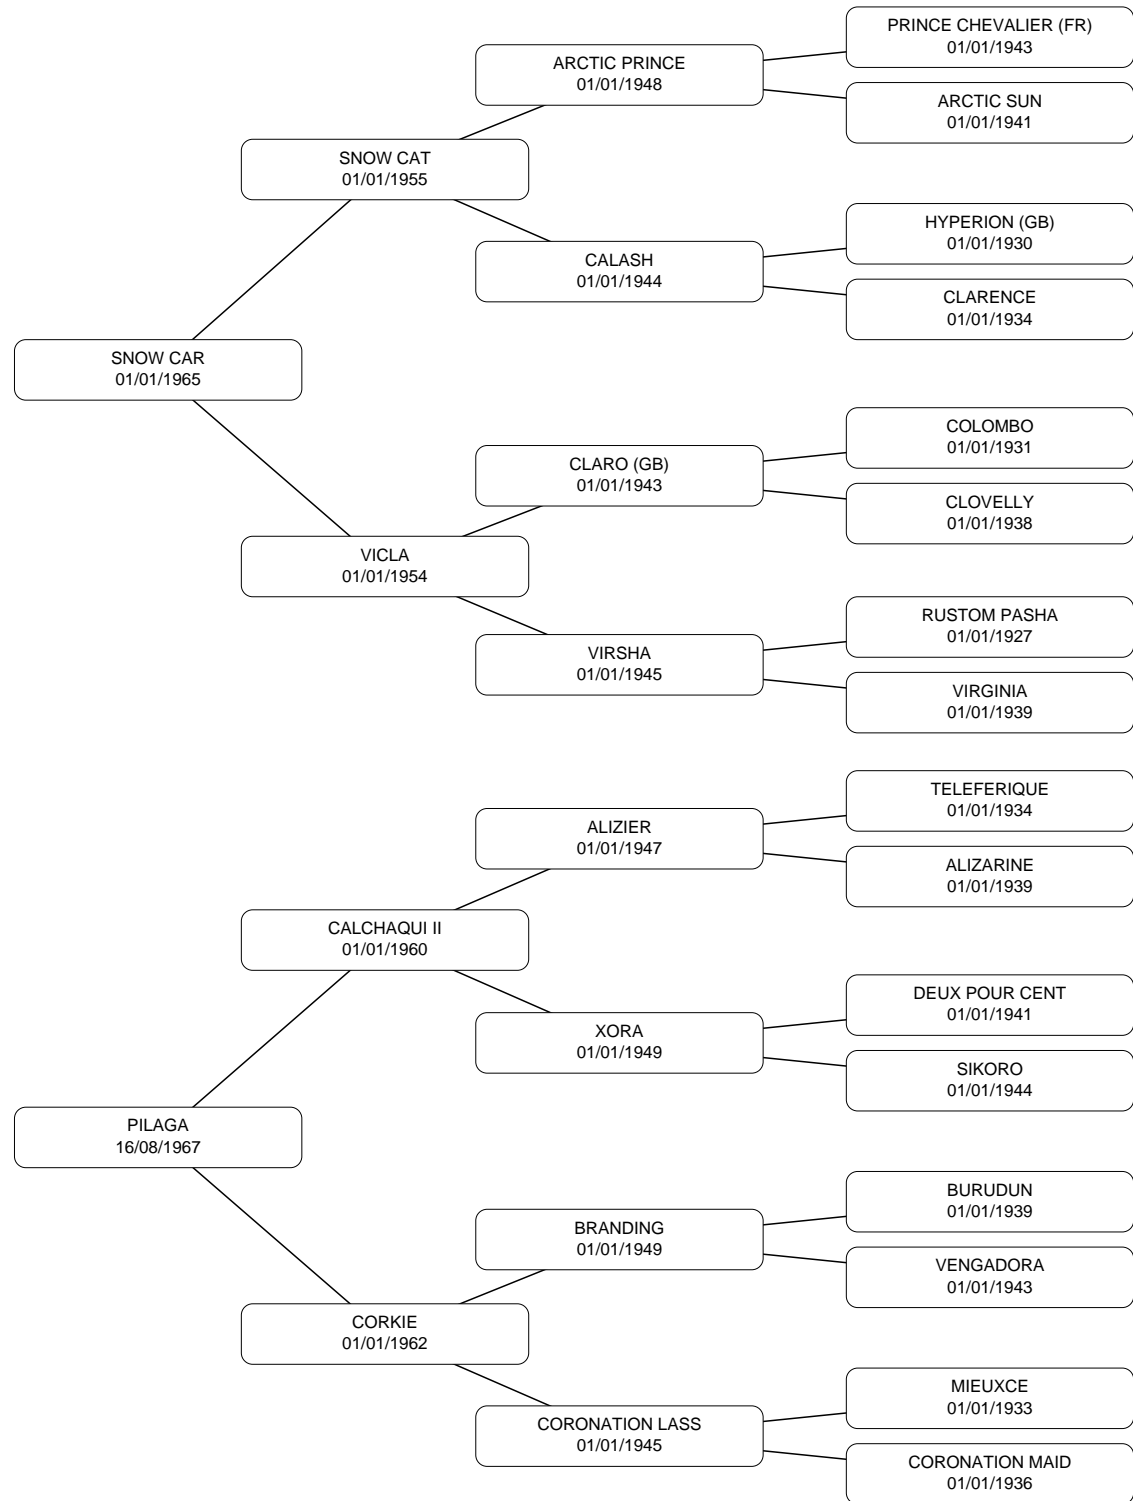 PRINCE CHEVALIER (FR)
01/01/1943
ARCTIC PRINCE
01/01/1948
ARCTIC SUN
01/01/1941
SNOW CAT
01/01/1955
HYPERION (GB)
01/01/1930
CALASH
01/01/1944
CLARENCE
01/01/1934
SNOW CAR
01/01/1965
COLOMBO
01/01/1931
CLARO (GB)
01/01/1943
CLOVELLY
01/01/1938
VICLA
01/01/1954
RUSTOM PASHA
01/01/1927
VIRSHA
01/01/1945
VIRGINIA
01/01/1939
TELEFERIQUE
01/01/1934
ALIZIER
01/01/1947
ALIZARINE
01/01/1939
CALCHAQUI II
01/01/1960
DEUX POUR CENT
01/01/1941
XORA
01/01/1949
SIKORO
01/01/1944
PILAGA
16/08/1967
BURUDUN
01/01/1939
BRANDING
01/01/1949
VENGADORA
01/01/1943
CORKIE
01/01/1962
MIEUXCE
01/01/1933
CORONATION LASS
01/01/1945
CORONATION MAID
01/01/1936